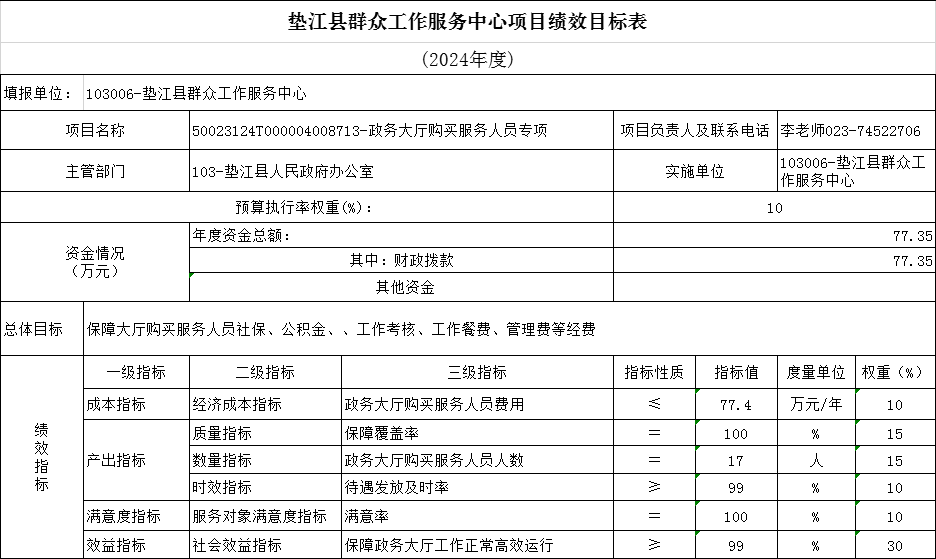 垫江县群众工作服务中心项目绩效目标表
(2024年度)
填报单位： 103006-垫江县群众工作服务中心
项目名称 50023124T000004008713-政务大厅购买服务人员专项 项目负责人及联系电话 李老师023-74522706
主管部门 103-垫江县人民政府办公室 实施单位 103006-垫江县群众工
作服务中心
预算执行率权重(%)： 10
资金情况
（万元）
年度资金总额： 77.35
其中：财政拨款 77.35
其他资金
总体目标 保障大厅购买服务人员社保、公积金、、工作考核、工作餐费、管理费等经费
绩效指标
一级指标 二级指标 三级指标 指标性质 指标值 度量单位 权重（%）
成本指标 经济成本指标 政务大厅购买服务人员费用 ≤ 77.4 万元/年 10
产出指标
质量指标 保障覆盖率 ＝ 100 % 15
数量指标 政务大厅购买服务人员人数 ＝ 17 人 15
时效指标 待遇发放及时率 ≥ 99 % 10
满意度指标 服务对象满意度指标 满意率 ＝ 100 % 10
效益指标 社会效益指标 保障政务大厅工作正常高效运行 ≥ 99 % 30